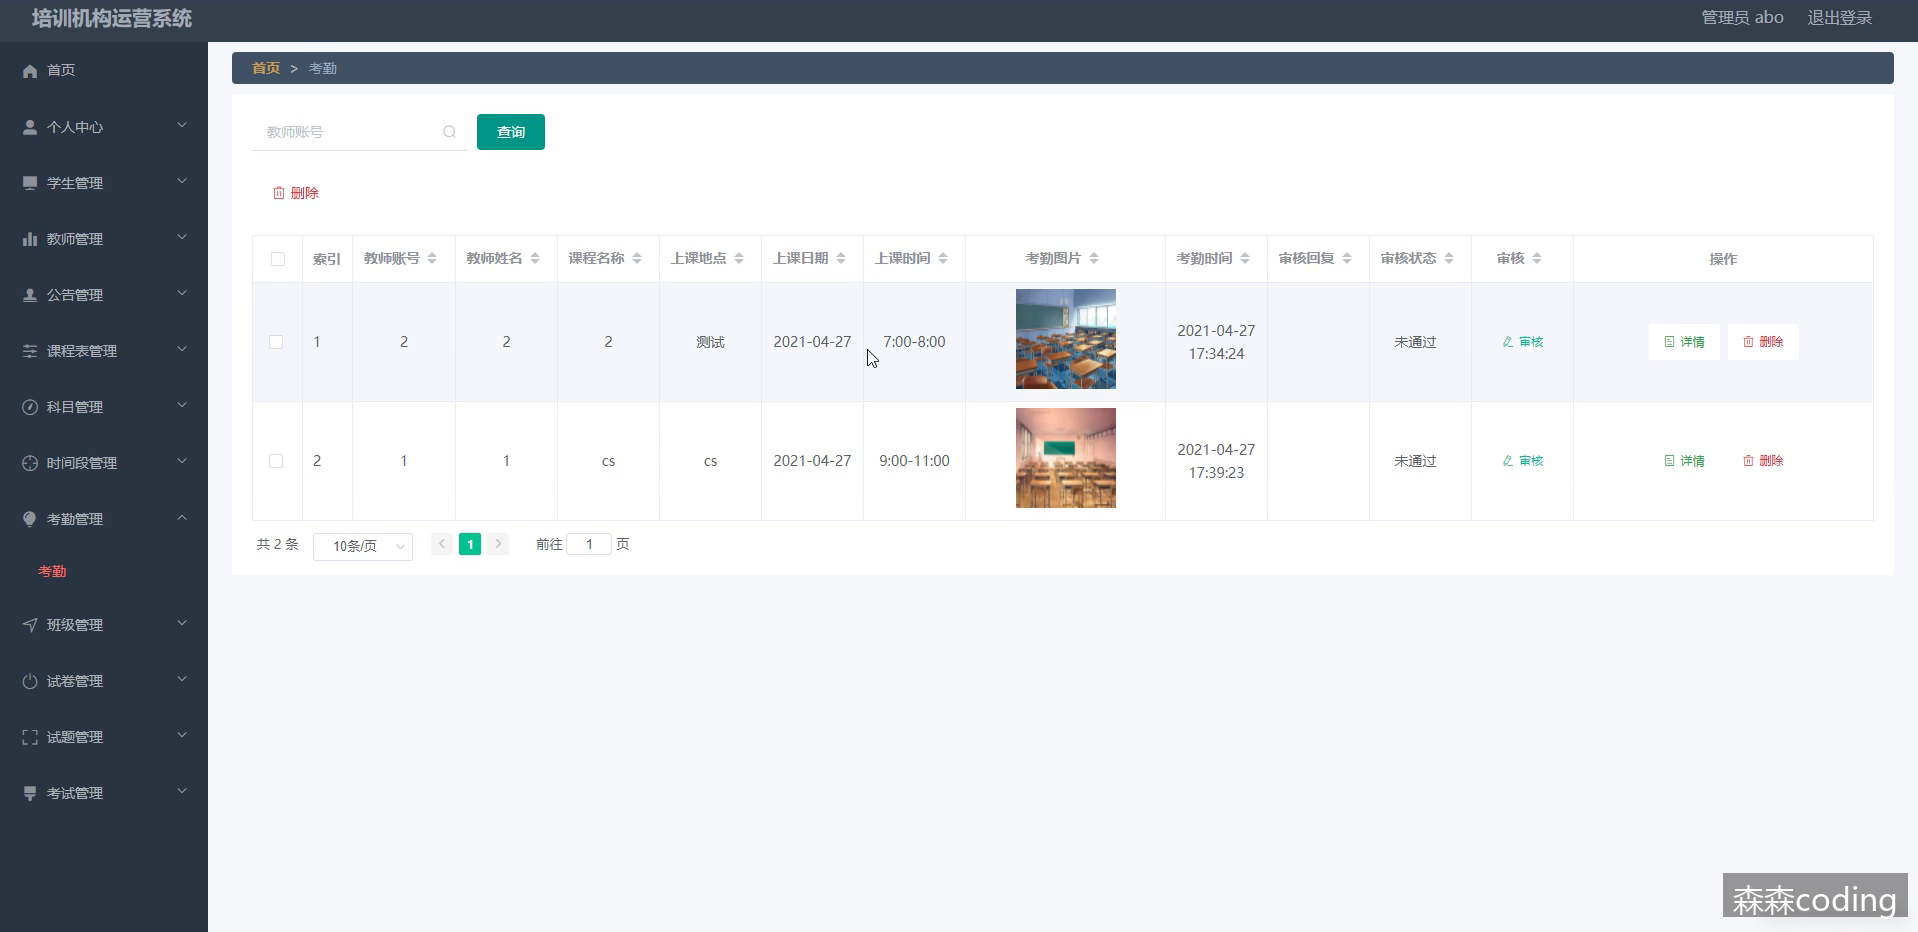 培训机构运营系统
管理员 abo 退出登录
首页
个人中心
学生管理
教师管理
公告管理
课程表管理
科目管理
时间段管理
考勤管理
考勤
班级管理
试卷管理
试题管理
考试管理
首页 > 考勤
教师账号 查询
删除
索引 教师账号 教师姓名 课程名称 上课地点 上课日期 上课时间 考勤图片 考勤时间 审核回复 审核状态 审核 操作
1 2 2 2 测试 2021-04-27 7:00-8:00 2021-04-27 未通过 审核 详情 删除
17:34:24
2 1 1 cs cs 2021-04-27 9:00-11:00 2021-04-27 未通过 审核 详情 删除
17:39:23
共 2 条 10条/页 1 前往 1 页
森森coding